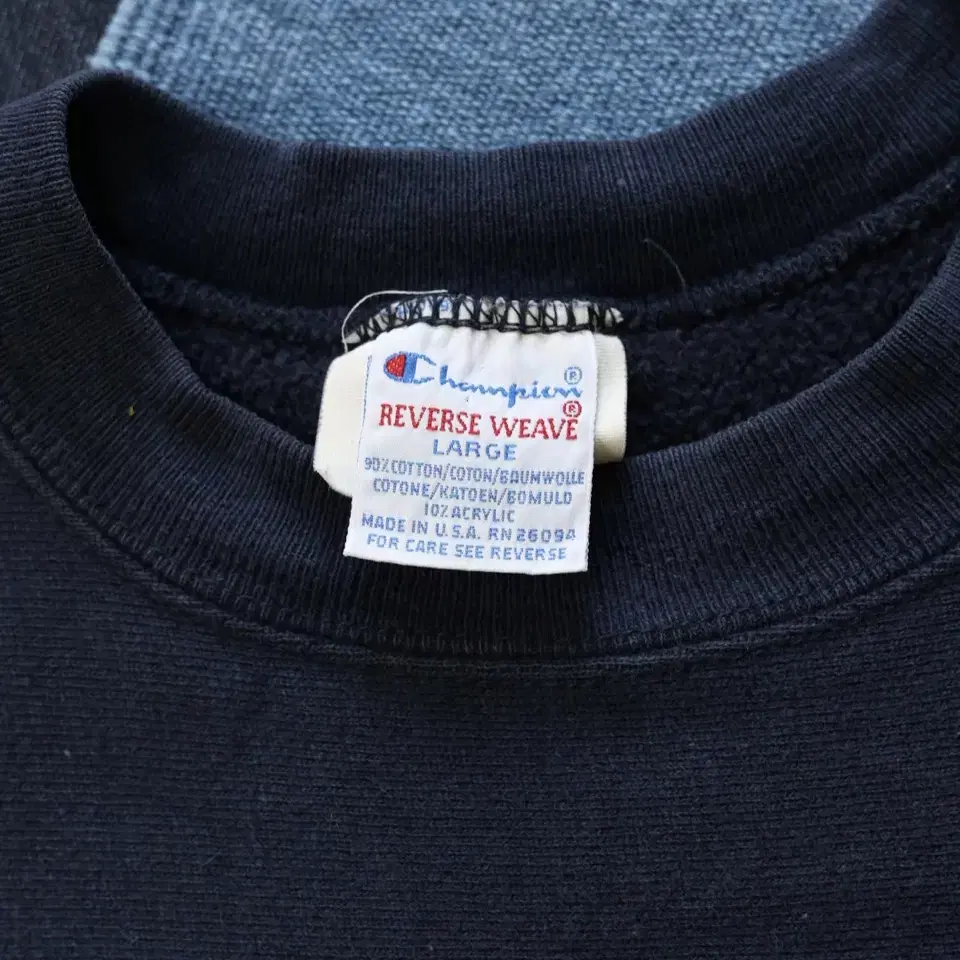 Champion®
REVERSE WEAVE®
LARGE
90% COTTON/COTON/BAUMWOLLE
COTONE/KATOEN/BOMULD
10% ACRYLIC
MADE IN U.S.A. RN 26094
FOR CARE SEE REVERSE